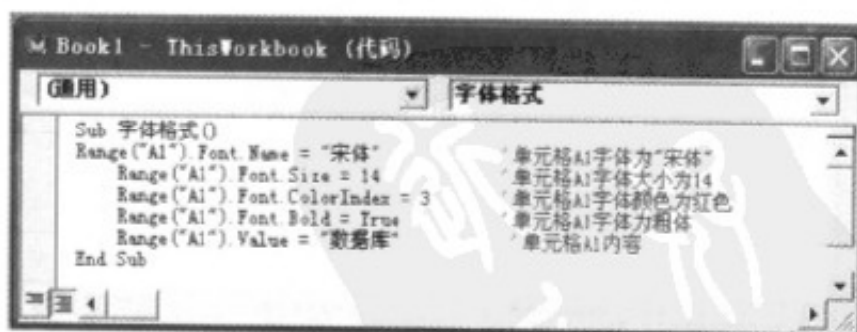 Book1 - ThisWorkbook (代码)
(通用) 字体格式
Sub 字体格式()
Range("A1").Font.Name = "宋体" '单元格A1字体为"宋体"
Range("A1").Font.Size = 14 '单元格A1字体大小为14
Range("A1").Font.ColorIndex = 3 '单元格A1字体颜色为红色
Range("A1").Font.Bold = True '单元格A1字体为粗体
Range("A1").Value = "数据库" '单元格A1内容
End Sub